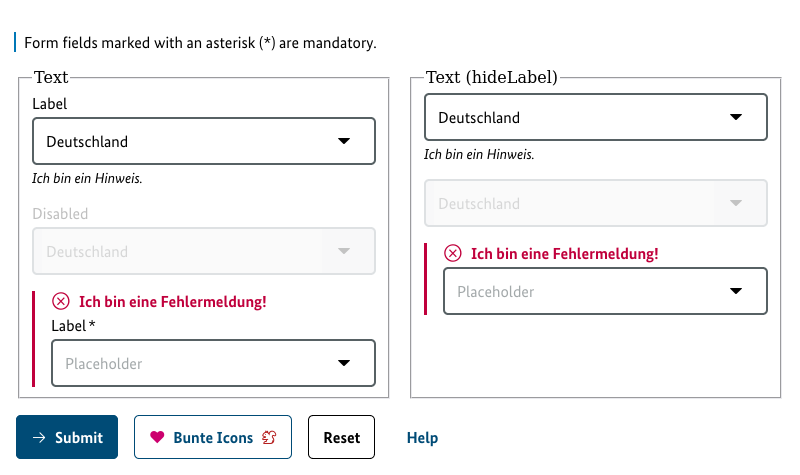 Form fields marked with an asterisk (*) are mandatory.
Text
Label
Deutschland
Ich bin ein Hinweis.
Disabled
Deutschland
Ich bin eine Fehlermeldung!
Label *
Placeholder
Text (hideLabel)
Deutschland
Ich bin ein Hinweis.
Deutschland
Ich bin eine Fehlermeldung!
Placeholder
Submit
Bunte Icons
Reset
Help